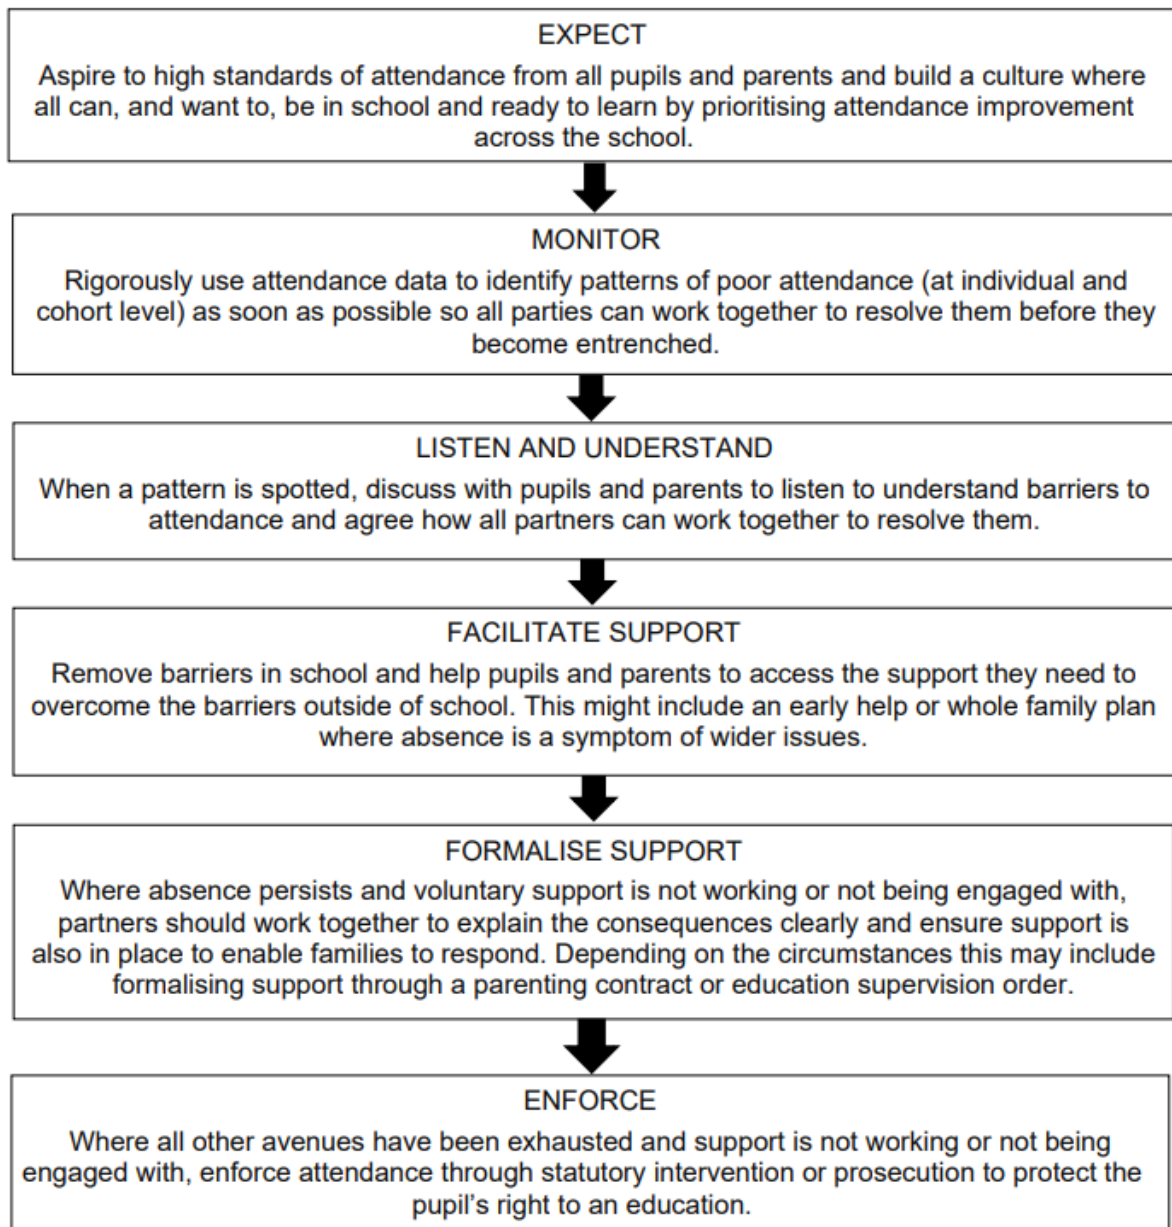 EXPECT
Aspire to high standards of attendance from all pupils and parents and build a culture where
all can, and want to, be in school and ready to learn by prioritising attendance improvement
across the school.
MONITOR
Rigorously use attendance data to identify patterns of poor attendance (at individual and
cohort level) as soon as possible so all parties can work together to resolve them before they
become entrenched.
LISTEN AND UNDERSTAND
When a pattern is spotted, discuss with pupils and parents to listen to understand barriers to
attendance and agree how all partners can work together to resolve them.
FACILITATE SUPPORT
Remove barriers in school and help pupils and parents to access the support they need to
overcome the barriers outside of school. This might include an early help or whole family plan
where absence is a symptom of wider issues.
FORMALISE SUPPORT
Where absence persists and voluntary support is not working or not being engaged with,
partners should work together to explain the consequences clearly and ensure support is
also in place to enable families to respond. Depending on the circumstances this may include
formalising support through a parenting contract or education supervision order.
ENFORCE
Where all other avenues have been exhausted and support is not working or not being
engaged with, enforce attendance through statutory intervention or prosecution to protect the
pupil’s right to an education.